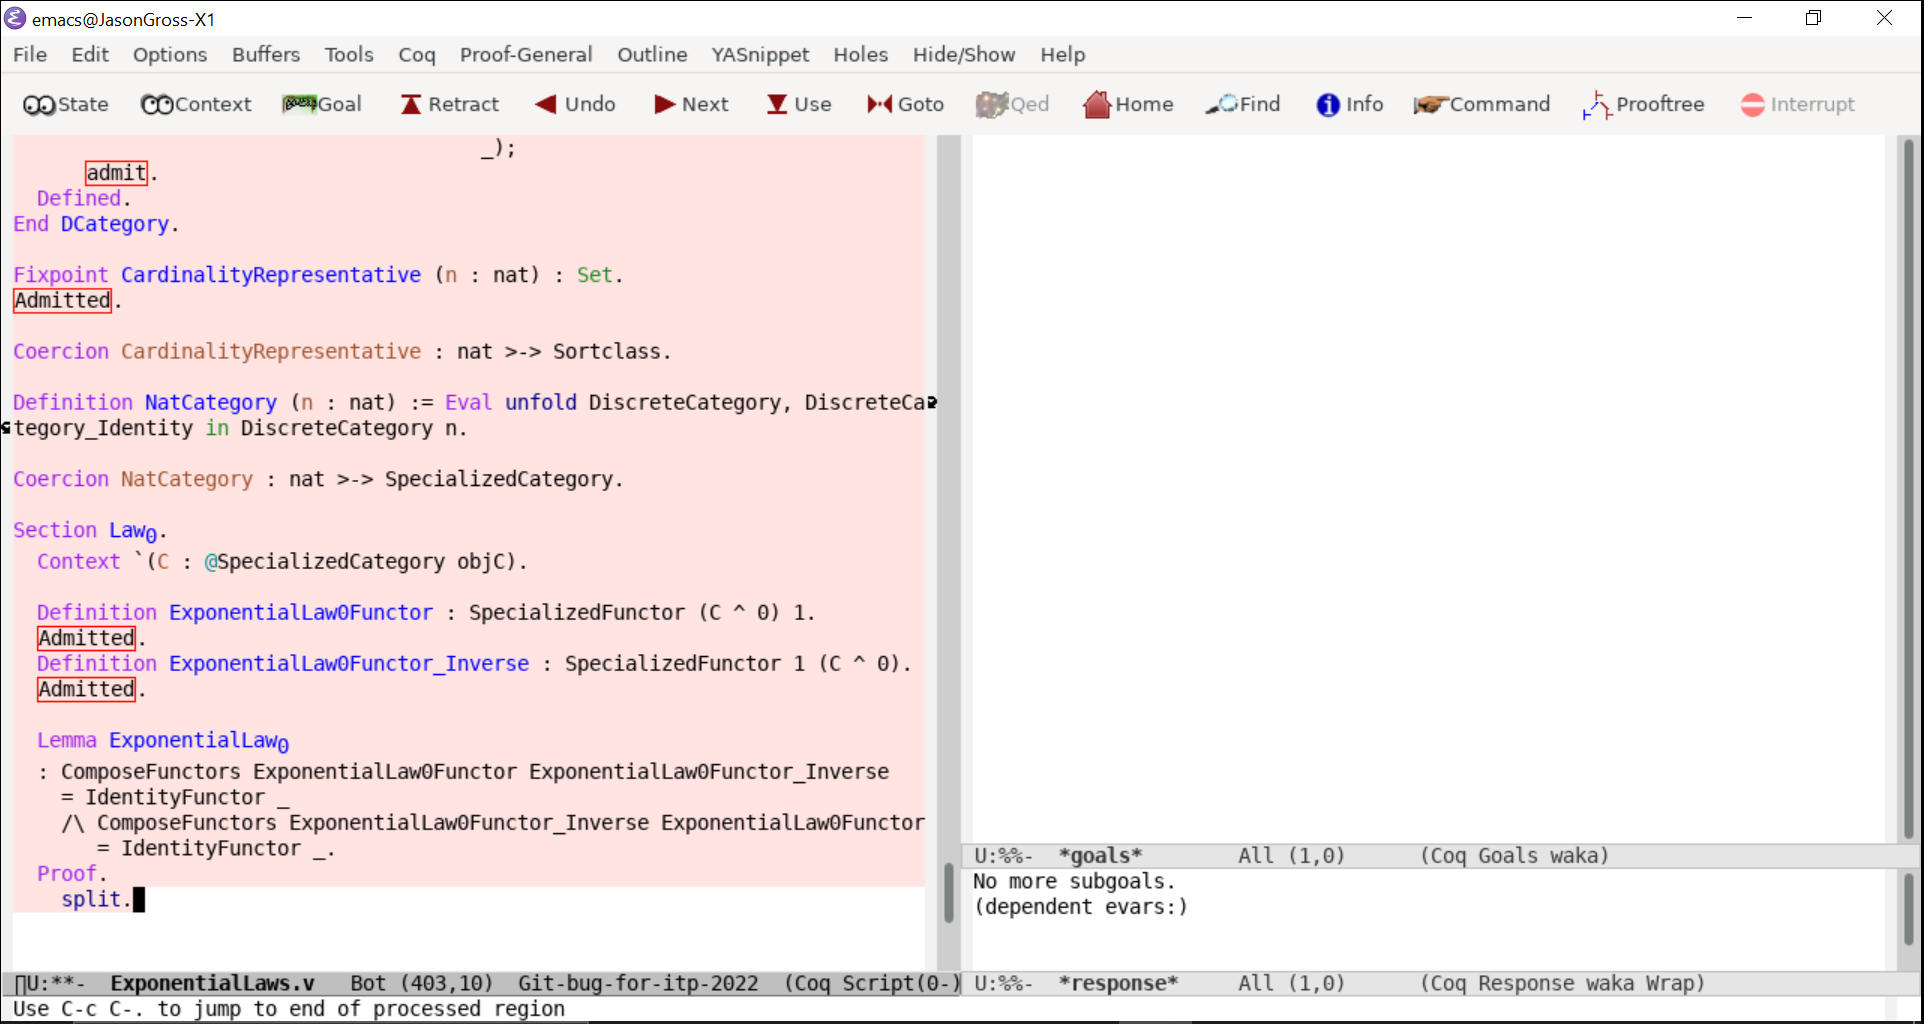 emacs@JasonGross-X1
File Edit Options Buffers Tools Coq Proof-General Outline YASnippet Holes Hide/Show Help
State Context Goal Retract Undo Next Use Goto Qed Home Find Info Command Prooftree Interrupt
_);
admit.
Defined.
End DCategory.
Fixpoint CardinalityRepresentative (n : nat) : Set.
Admitted.
Coercion CardinalityRepresentative : nat >-> Sortclass.
Definition NatCategory (n : nat) := Eval unfold DiscreteCategory, DiscreteCa
tegory_Identity in DiscreteCategory n.
Coercion NatCategory : nat >-> SpecializedCategory.
Section Law₀.
Context `(C : @SpecializedCategory objC).
Definition ExponentialLaw0Functor : SpecializedFunctor (C ^ 0) 1.
Admitted.
Definition ExponentialLaw0Functor_Inverse : SpecializedFunctor 1 (C ^ 0).
Admitted.
Lemma ExponentialLaw₀
: ComposeFunctors ExponentialLaw0Functor ExponentialLaw0Functor_Inverse
= IdentityFunctor _
/\ ComposeFunctors ExponentialLaw0Functor_Inverse ExponentialLaw0Functor
= IdentityFunctor _.
Proof.
split.
U:**- ExponentialLaws.v Bot (403,10) Git-bug-for-itp-2022 (Coq Script(0-)
Use C-c C-. to jump to end of processed region
U:%%- *goals* All (1,0) (Coq Goals waka)
No more subgoals.
(dependent evars:)
U:%%- *response* All (1,0) (Coq Response waka Wrap)